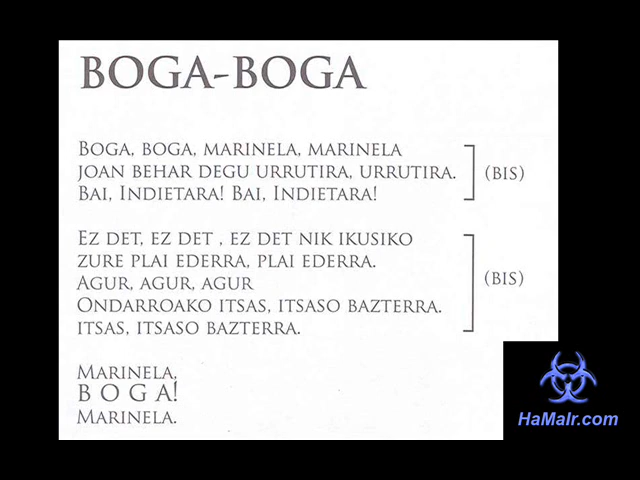 BOGA-BOGA
BOGA, BOGA, MARINELA, MARINELA
JOAN BEHAR DEGU URRUTIRA, URRUTIRA.
BAI, INDIETARA! BAI, INDIETARA!
(BIS)
EZ DET, EZ DET , EZ DET NIK IKUSIKO
ZURE PLAI EDERRA, PLAI EDERRA.
AGUR, AGUR, AGUR
ONDARROAKO ITSAS, ITSASO BAZTERRA.
ITSAS, ITSASO BAZTERRA.
(BIS)
MARINELA,
B O G A!
MARINELA.
HaMaIr.com